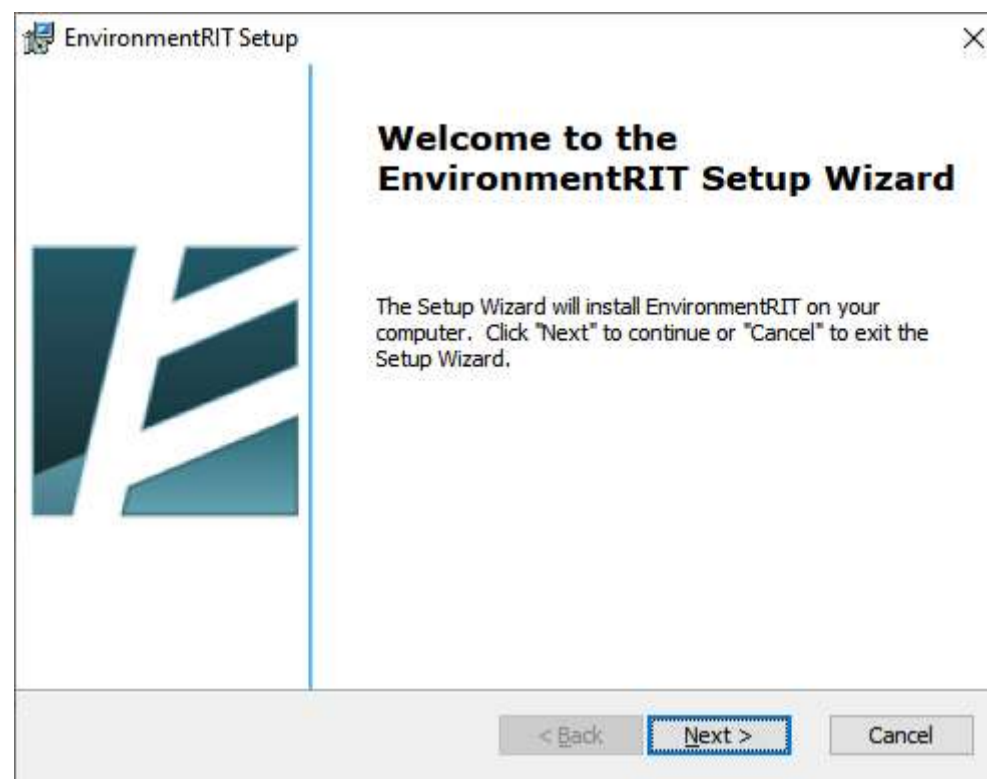 EnvironmentRIT Setup
Welcome to the
EnvironmentRIT Setup Wizard
The Setup Wizard will install EnvironmentRIT on your
computer.  Click "Next" to continue or "Cancel" to exit the
Setup Wizard.
< Back
Next >
Cancel